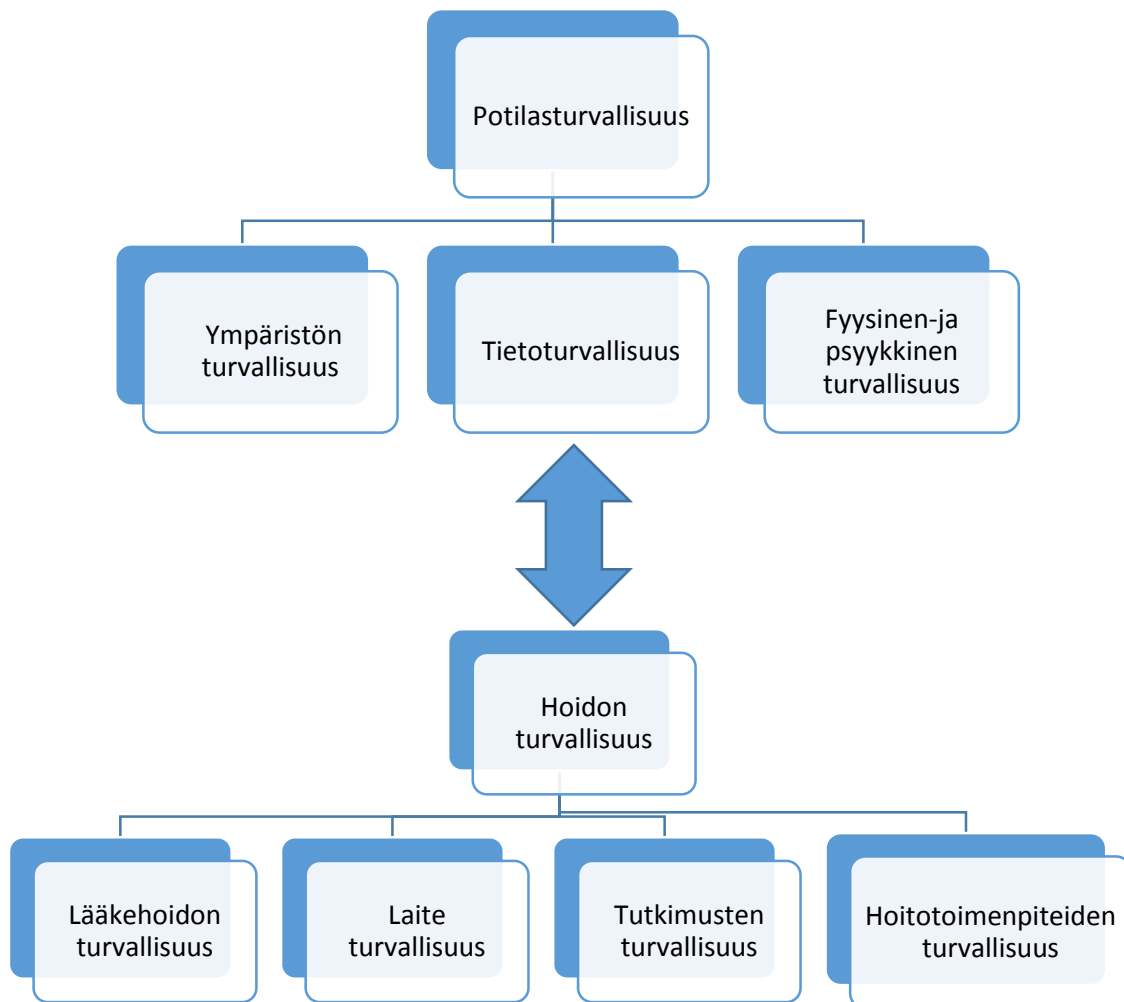 Potilasturvallisuus
Ympäristön
turvallisuus
Tietoturvallisuus
Fyysinen-ja
psyykkinen
turvallisuus
Hoidon
turvallisuus
Lääkehoidon
turvallisuus
Laite
turvallisuus
Tutkimusten
turvallisuus
Hoitotoimenpiteiden
turvallisuus